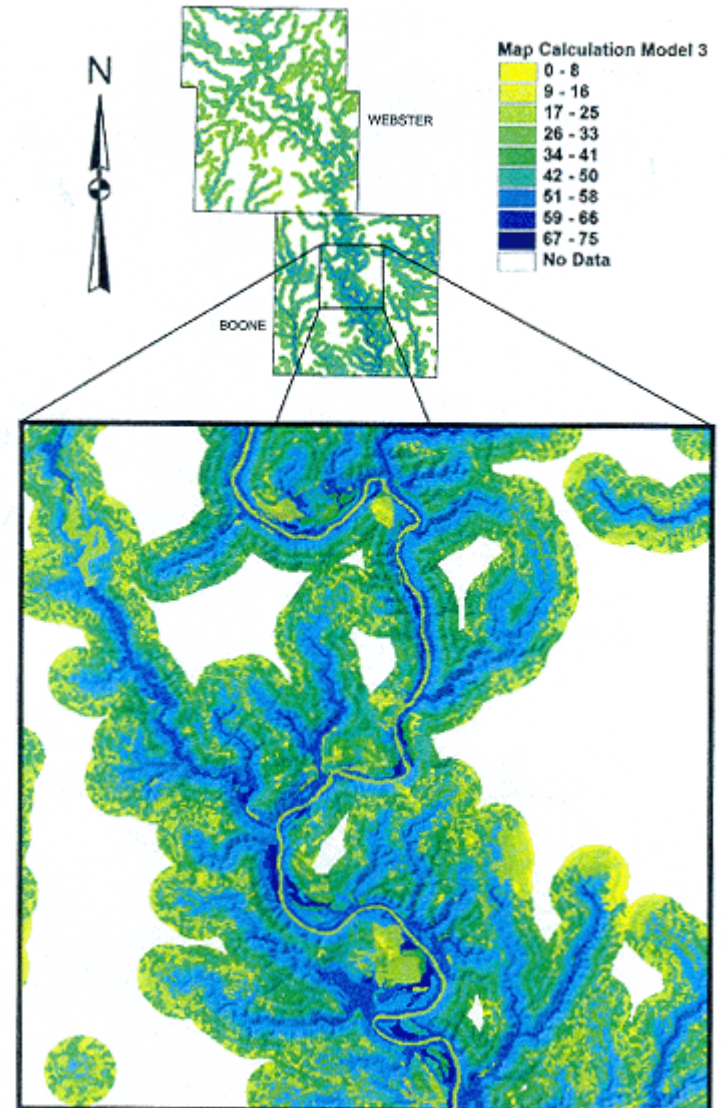 N
WEBSTER
BOONE
Map Calculation Model 3
0 - 8
9 - 16
17 - 25
26 - 33
34 - 41
42 - 50
51 - 58
59 - 66
67 - 75
No Data